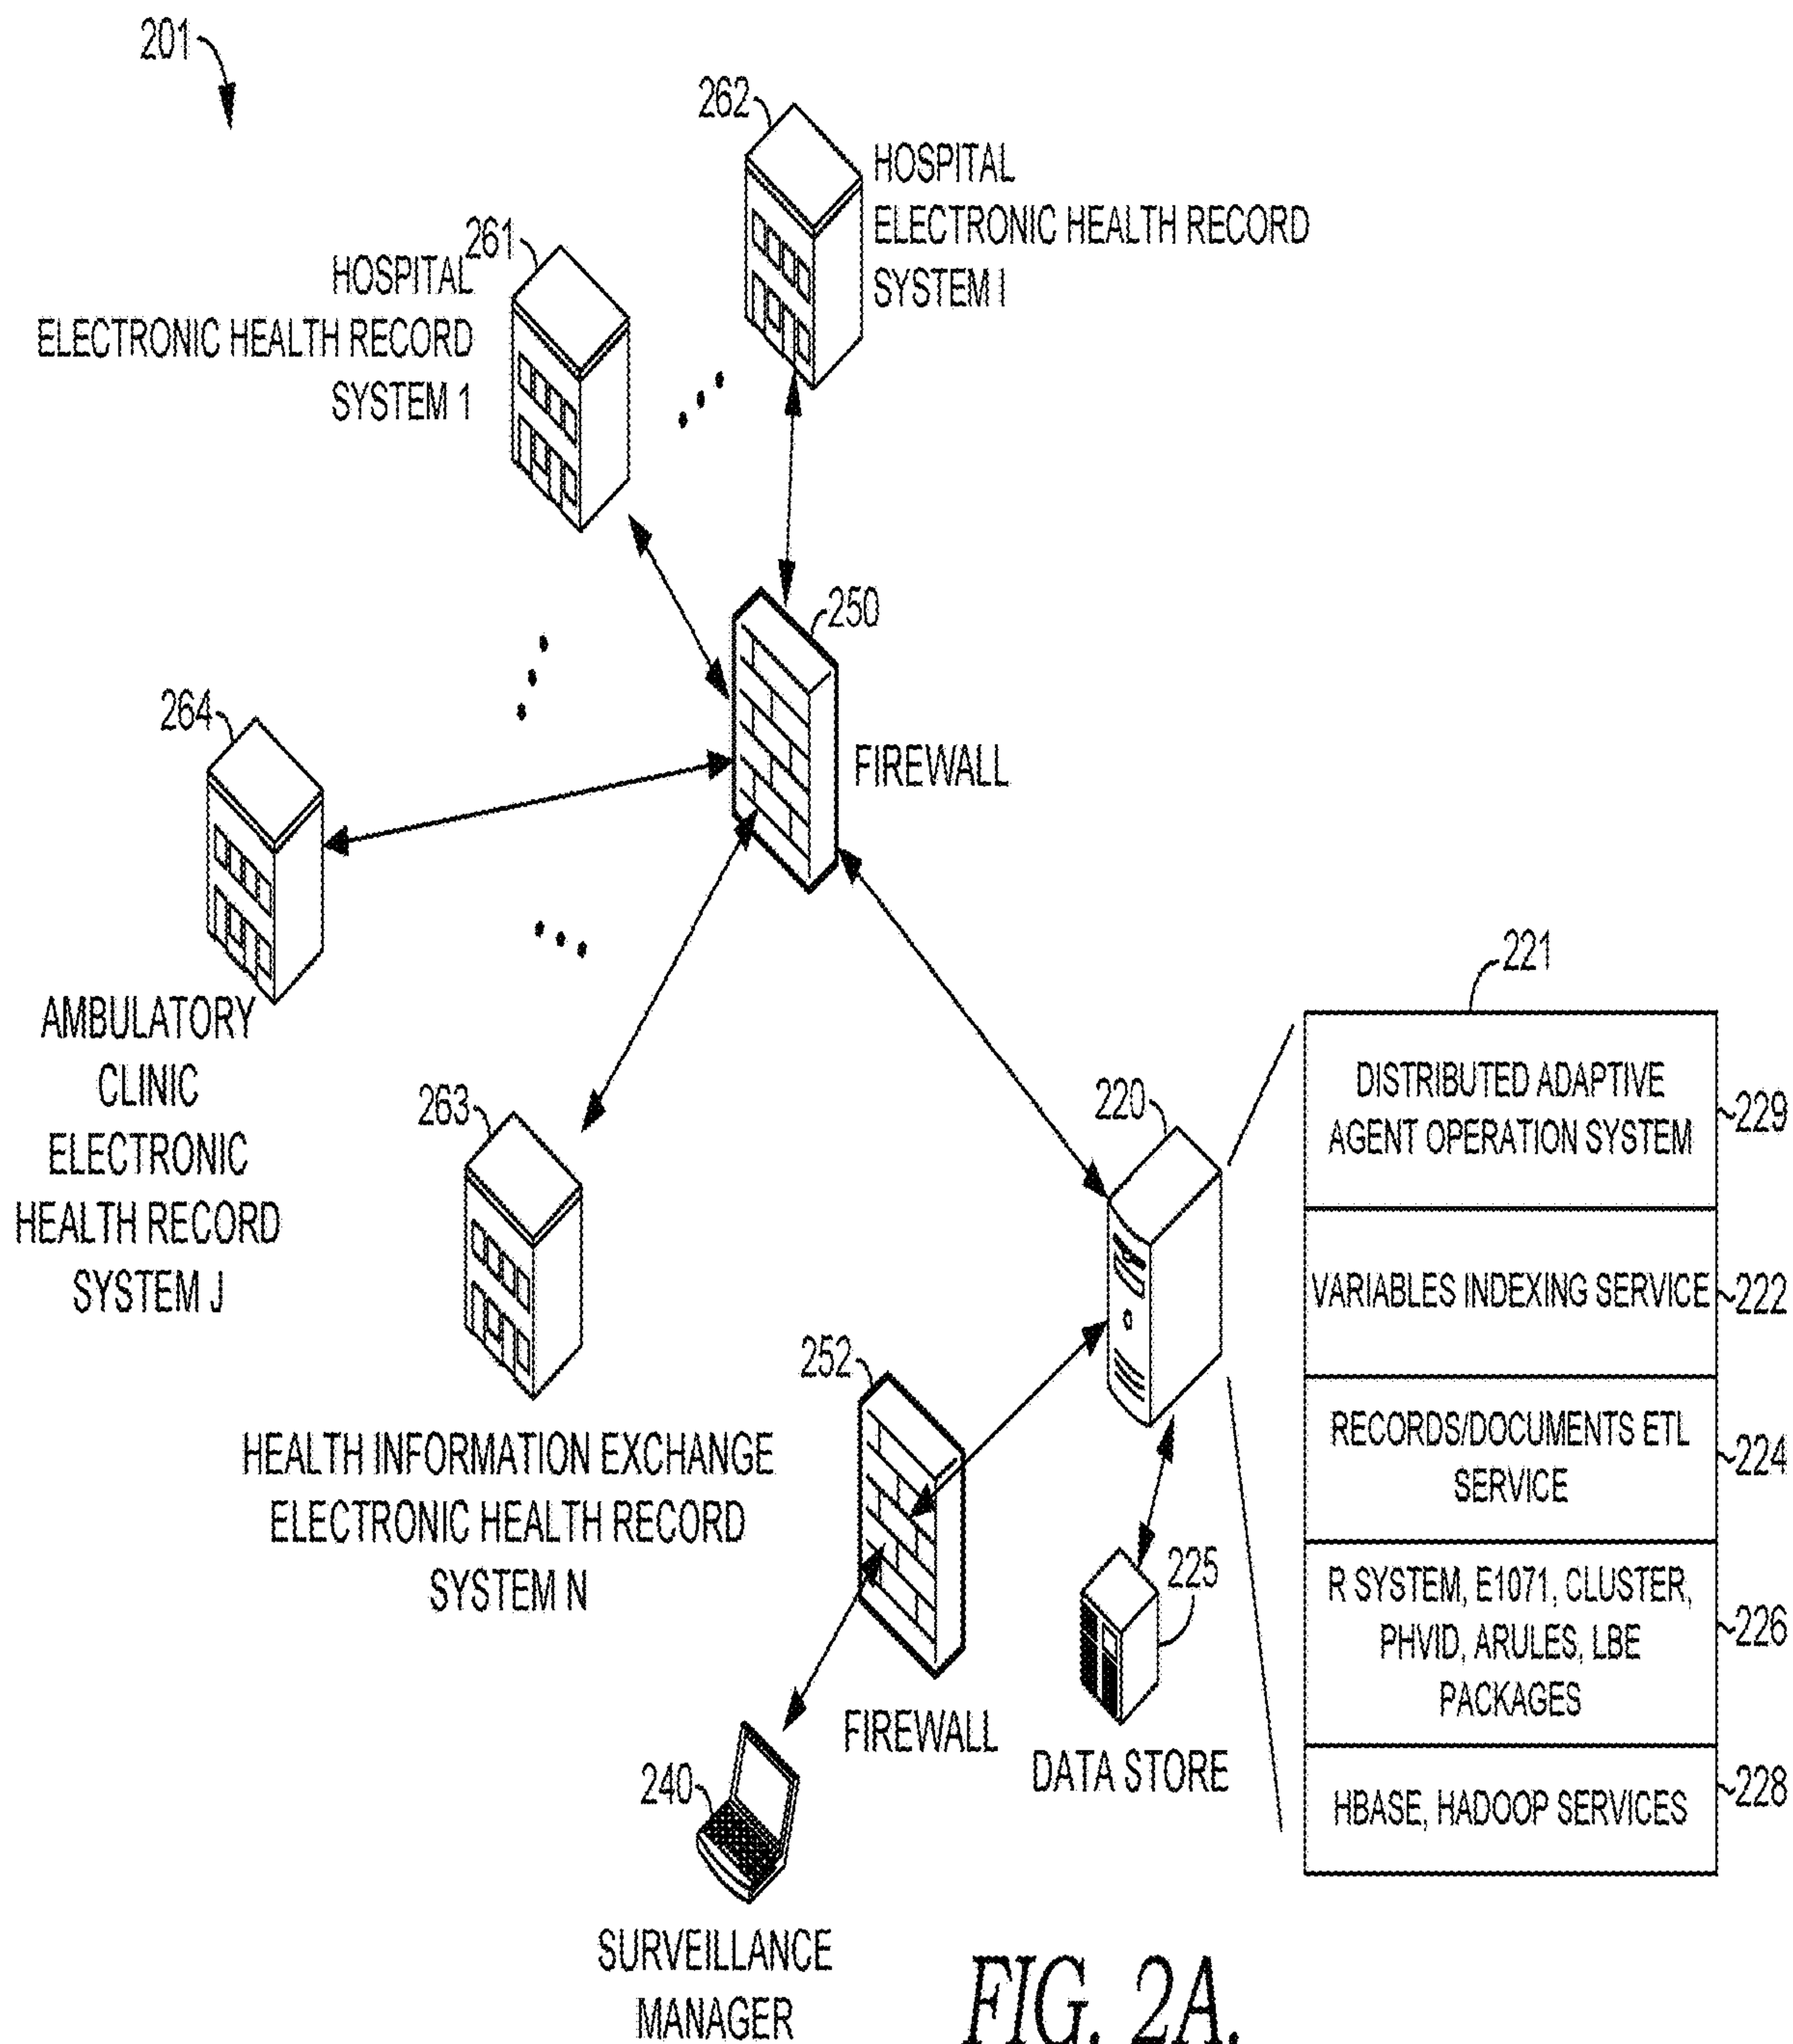 201
262
HOSPITAL
ELECTRONIC HEALTH RECORD
SYSTEM I
261
HOSPITAL
ELECTRONIC HEALTH RECORD
SYSTEM 1
250
FIREWALL
264
AMBULATORY
CLINIC
ELECTRONIC
HEALTH RECORD
SYSTEM J
263
HEALTH INFORMATION EXCHANGE
ELECTRONIC HEALTH RECORD
SYSTEM N
220
221
DISTRIBUTED ADAPTIVE
AGENT OPERATION SYSTEM
229
VARIABLES INDEXING SERVICE
222
RECORDS/DOCUMENTS ETL
SERVICE
224
R SYSTEM, E1071, CLUSTER,
PHVID, ARULES, LBE
PACKAGES
226
HBASE, HADOOP SERVICES
228
252
FIREWALL
225
DATA STORE
240
SURVEILLANCE
MANAGER
FIG. 2A.